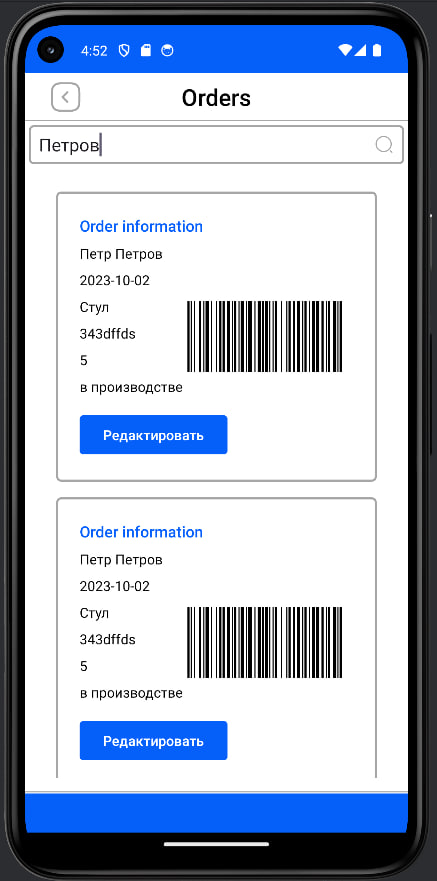 4:52
Orders
Петров
Order information
Петр Петров
2023-10-02
Стул
343dffds
5
в производстве
Редактировать
Order information
Петр Петров
2023-10-02
Стул
343dffds
5
в производстве
Редактировать